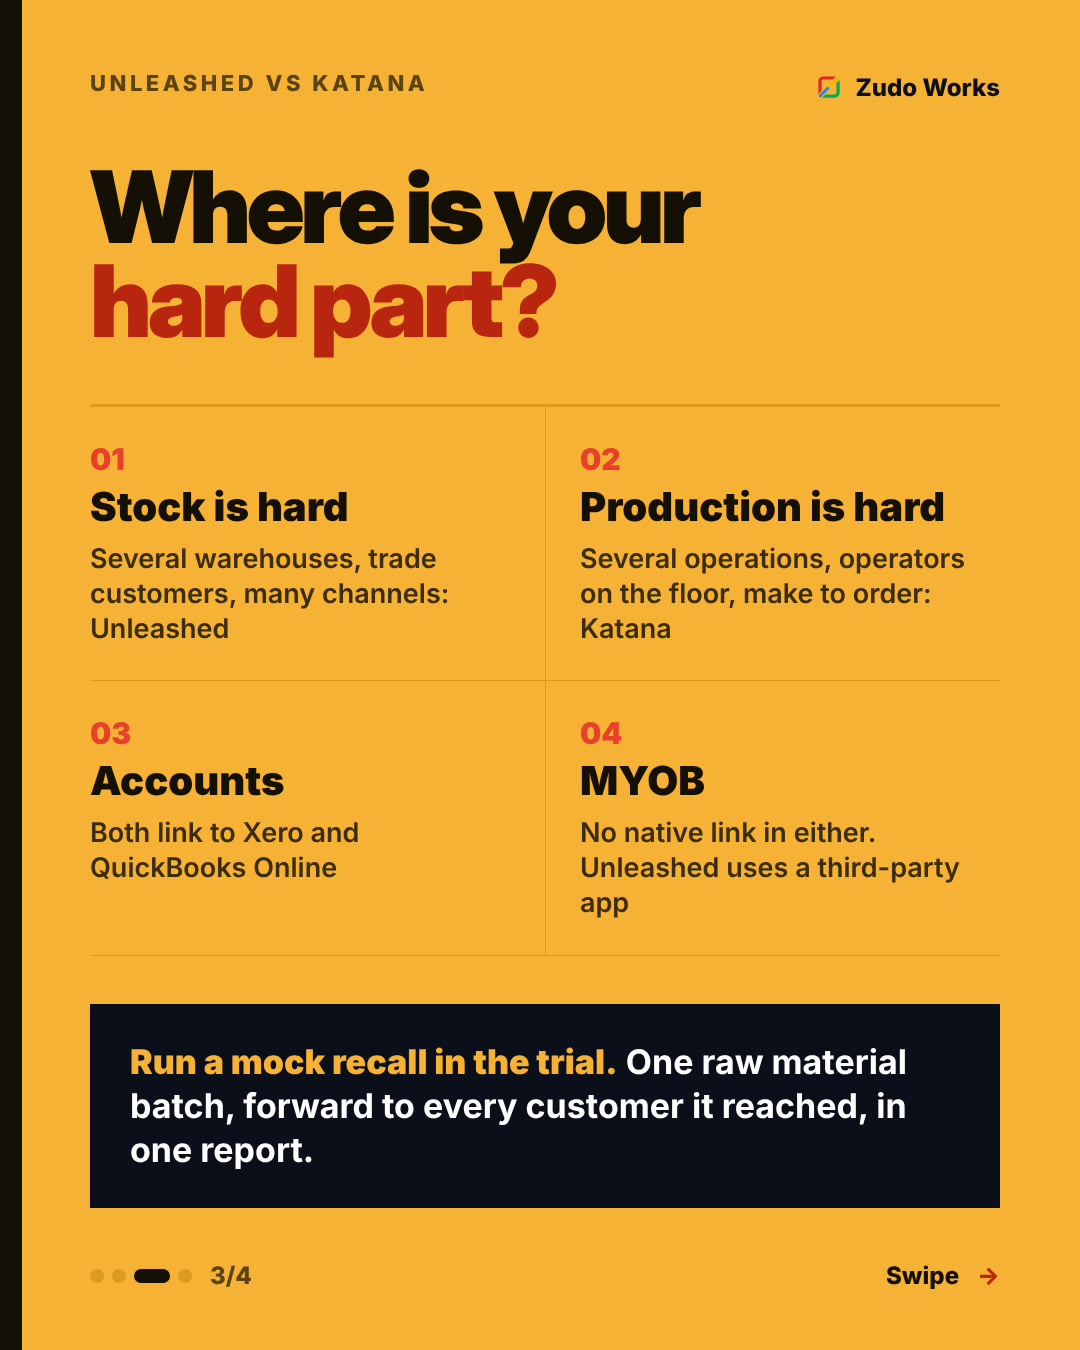 UNLEASHED VS KATANA
Zudo Works
Where is your
hard part?
01
Stock is hard
Several warehouses, trade
customers, many channels:
Unleashed
02
Production is hard
Several operations, operators
on the floor, make to order:
Katana
03
Accounts
Both link to Xero and
QuickBooks Online
04
MYOB
No native link in either.
Unleashed uses a third-party
app
Run a mock recall in the trial. One raw material
batch, forward to every customer it reached, in
one report.
3/4
Swipe →